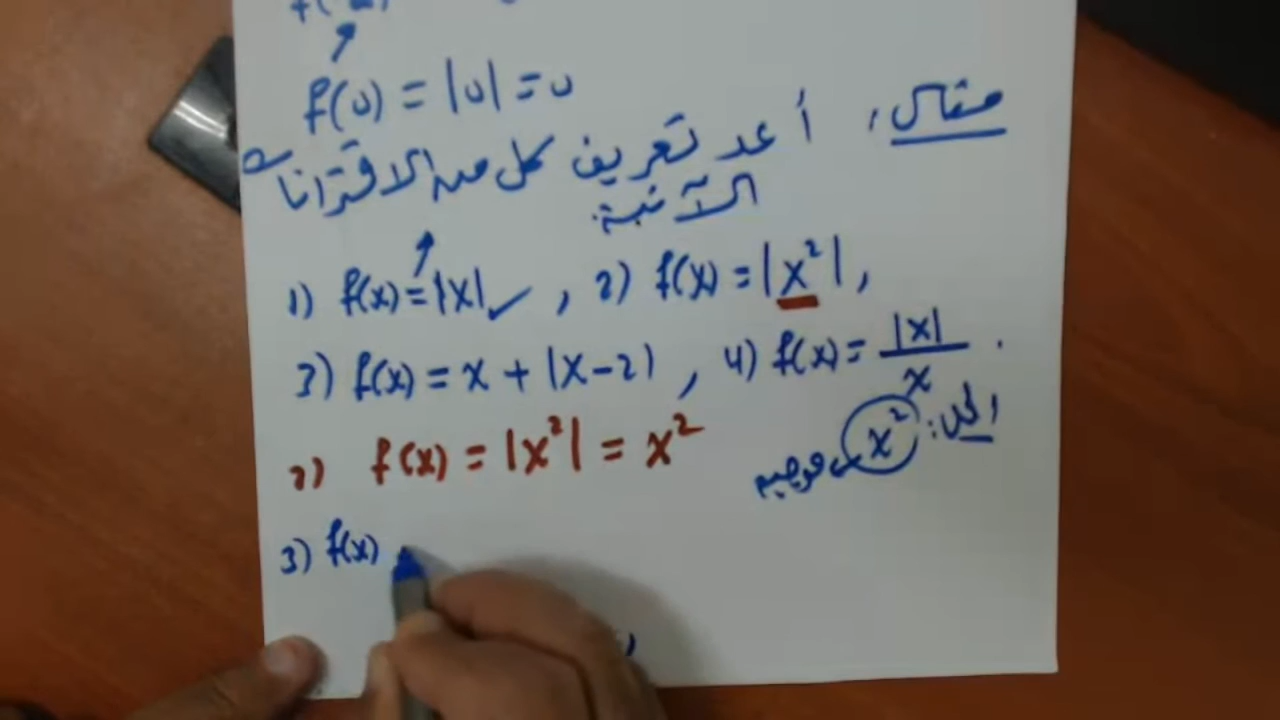 f(0) = |0| = 0
مثال: أعد تعريف كل من الاقترانات
الآتية:
1) f(x) = |x| ✓, 2) f(x) = |x²|,
3) f(x) = x + |x-2|, 4) f(x) = |x|/x .
الحل: x² موجبه
2) f(x) = |x²| = x²
3) f(x)